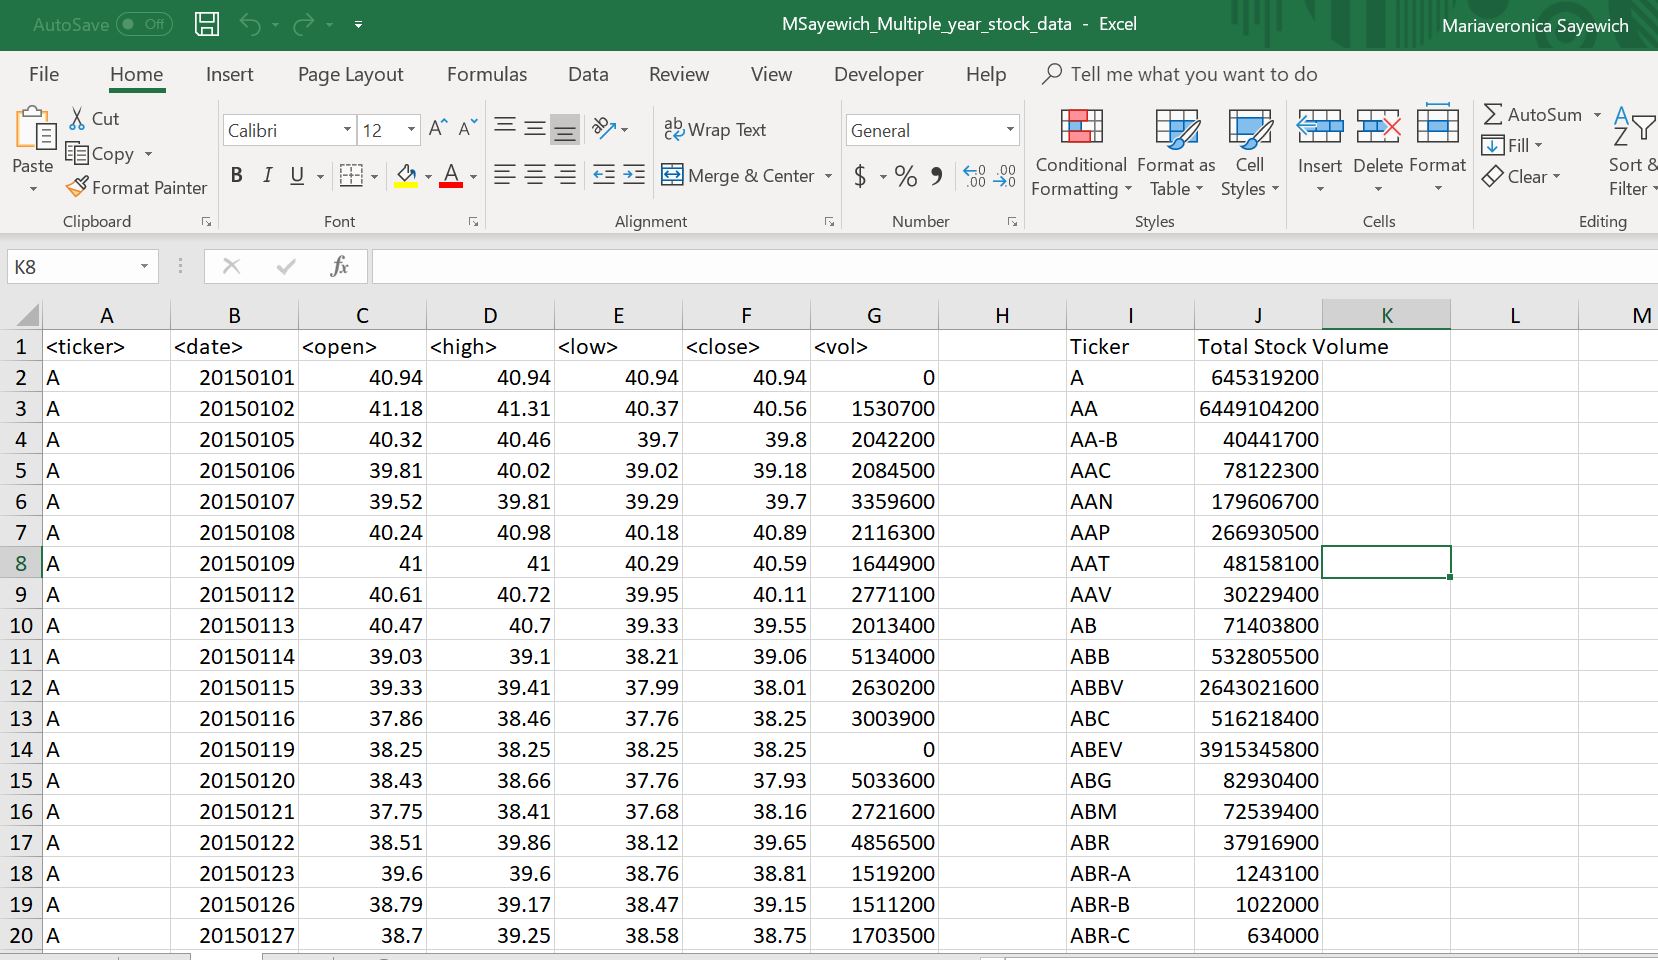 AutoSave Off MSayewich_Multiple_year_stock_data - Excel Mariaveronica Sayewich
File Home Insert Page Layout Formulas Data Review View Developer Help Tell me what you want to do
Paste
Cut
Copy
Format Painter
Clipboard
Calibri 12 A A
B I U A
Font
ab Wrap Text
Merge & Center
Alignment
General
$ % , .00 .00
Number
Conditional Formatting
Format as Table
Cell Styles
Styles
Insert Delete Format
Cells
AutoSum
Fill
Clear
Sort &
Filter
Editing
K8 fx
A B C D E F G H I J K L M
1 <ticker> <date> <open> <high> <low> <close> <vol> Ticker Total Stock Volume
2 A 20150101 40.94 40.94 40.94 40.94 0 A 645319200
3 A 20150102 41.18 41.31 40.37 40.56 1530700 AA 6449104200
4 A 20150105 40.32 40.46 39.7 39.8 2042200 AA-B 40441700
5 A 20150106 39.81 40.02 39.02 39.18 2084500 AAC 78122300
6 A 20150107 39.52 39.81 39.29 39.7 3359600 AAN 179606700
7 A 20150108 40.24 40.98 40.18 40.89 2116300 AAP 266930500
8 A 20150109 41 41 40.29 40.59 1644900 AAT 48158100
9 A 20150112 40.61 40.72 39.95 40.11 2771100 AAV 30229400
10 A 20150113 40.47 40.7 39.33 39.55 2013400 AB 71403800
11 A 20150114 39.03 39.1 38.21 39.06 5134000 ABB 532805500
12 A 20150115 39.33 39.41 37.99 38.01 2630200 ABBV 2643021600
13 A 20150116 37.86 38.46 37.76 38.25 3003900 ABC 516218400
14 A 20150119 38.25 38.25 38.25 38.25 0 ABEV 3915345800
15 A 20150120 38.43 38.66 37.76 37.93 5033600 ABG 82930400
16 A 20150121 37.75 38.41 37.68 38.16 2721600 ABM 72539400
17 A 20150122 38.51 39.86 38.12 39.65 4856500 ABR 37916900
18 A 20150123 39.6 39.6 38.76 38.81 1519200 ABR-A 1243100
19 A 20150126 38.79 39.17 38.47 39.15 1511200 ABR-B 1022000
20 A 20150127 38.7 39.25 38.58 38.75 1703500 ABR-C 634000